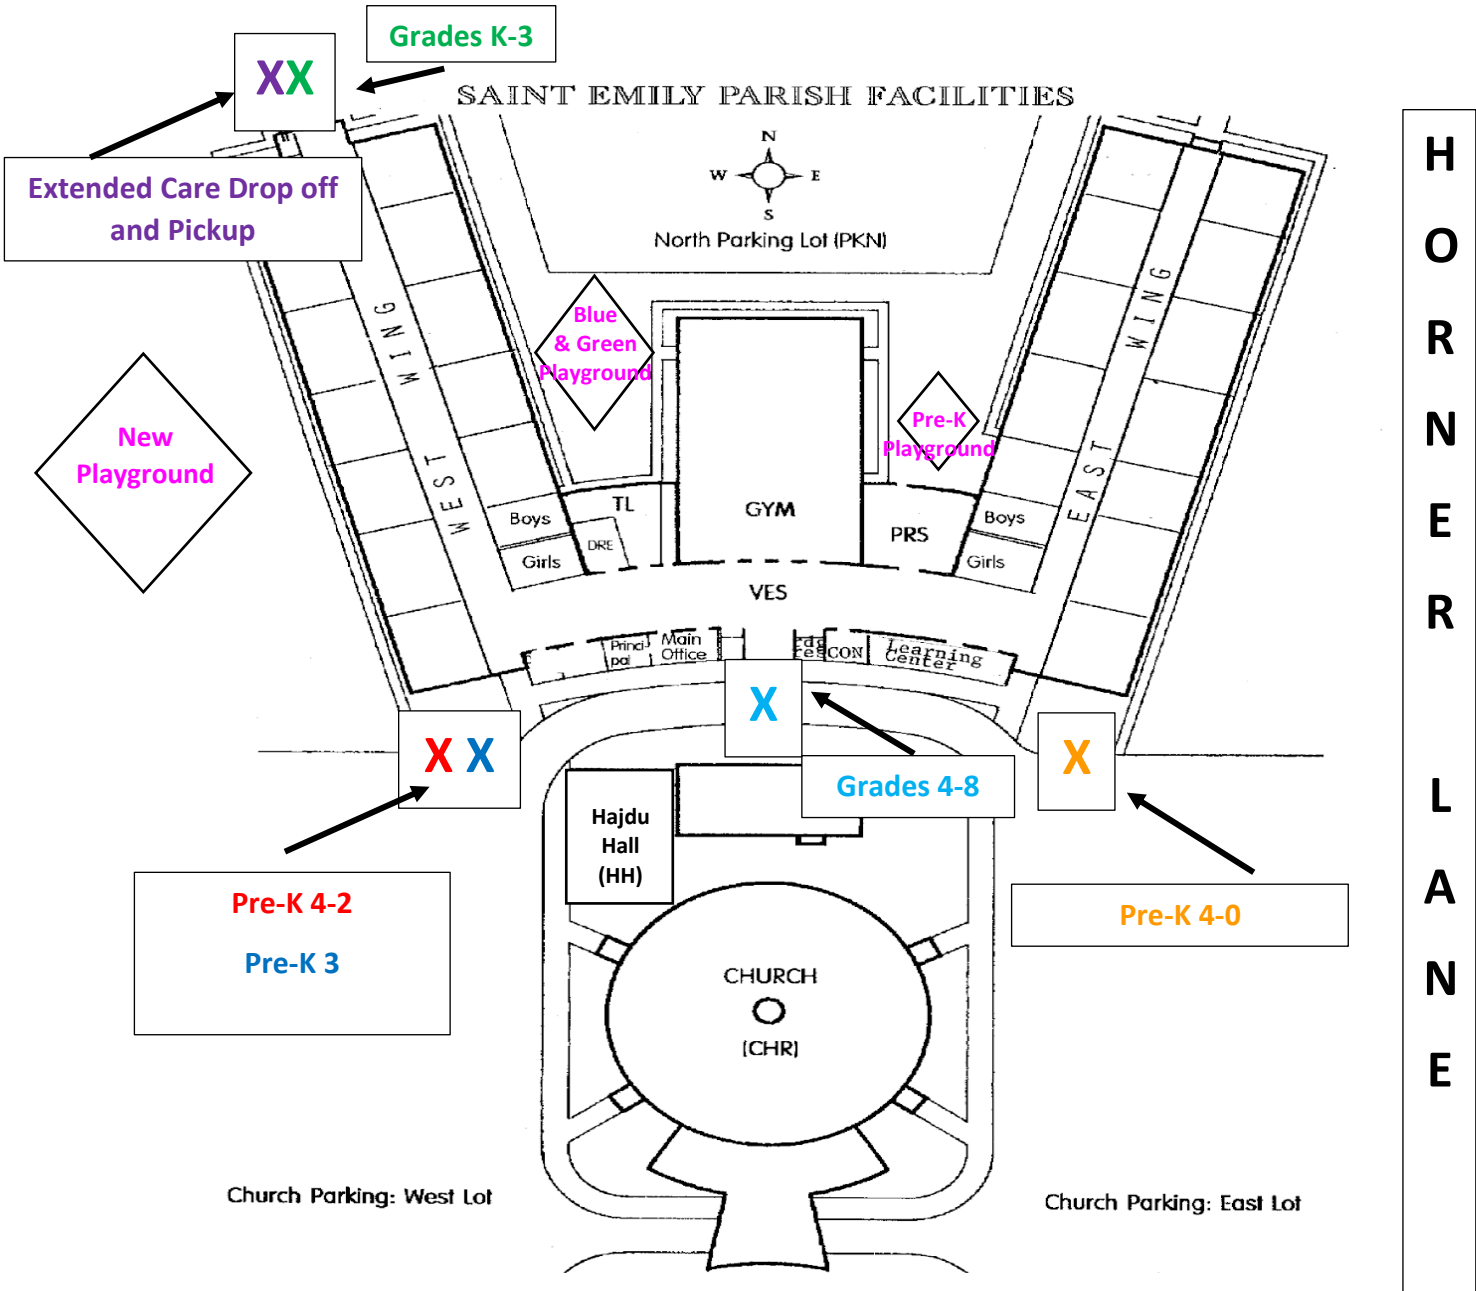 Grades K-3
XX
SAINT EMILY PARISH FACILITIES
N
W E
S
North Parking Lot (PKN)
Extended Care Drop off
and Pickup
HORNER LANE
WEST WING
EAST WING
Blue
& Green
Playground
Pre-K
Playground
New
Playground
TL
DRE
Boys
Girls
GYM
PRS
Boys
Girls
VES
Princi
pal
Main
Office
CON
Learning
Center
X
X X
X
Grades 4-8
Hajdu
Hall
(HH)
Pre-K 4-2
Pre-K 3
Pre-K 4-0
CHURCH
(CHR)
Church Parking: West Lot
Church Parking: East Lot